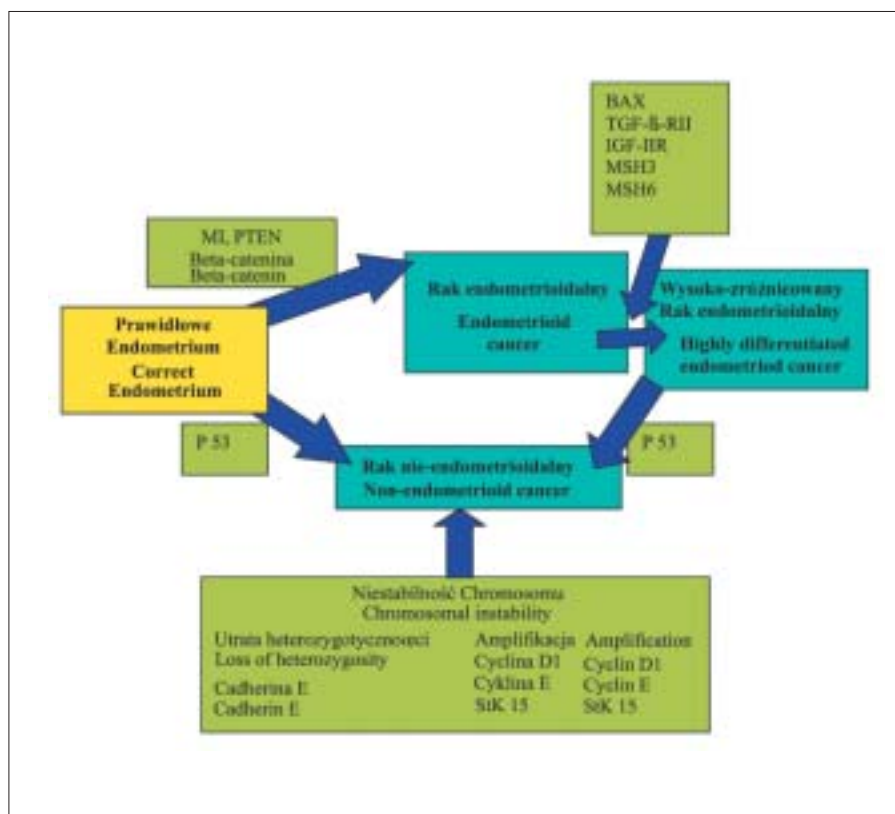 BAX
TGF-ß-RII
IGF-IIR
MSH3
MSH6
MI, PTEN
Beta-catenina
Beta-catenin
Rak endometrioidalny
Endometrioid
cancer
Wysoko-zróżnicowany
Rak endometrioidalny
Highly differentiated
endometriod cancer
Prawidłowe
Endometrium
Correct
Endometrium
P 53
Rak nie-endometrioidalny
Non-endometrioid cancer
P 53
Niestabilność Chromosomu
Chromosomal instability
Utrata heterozygotycznosci
Loss of heterozygosity
Cadherina E
Cadherin E
Amplifikacja
Cyclina D1
Cyklina E
StK 15
Amplification
Cyclin D1
Cyclin E
StK 15